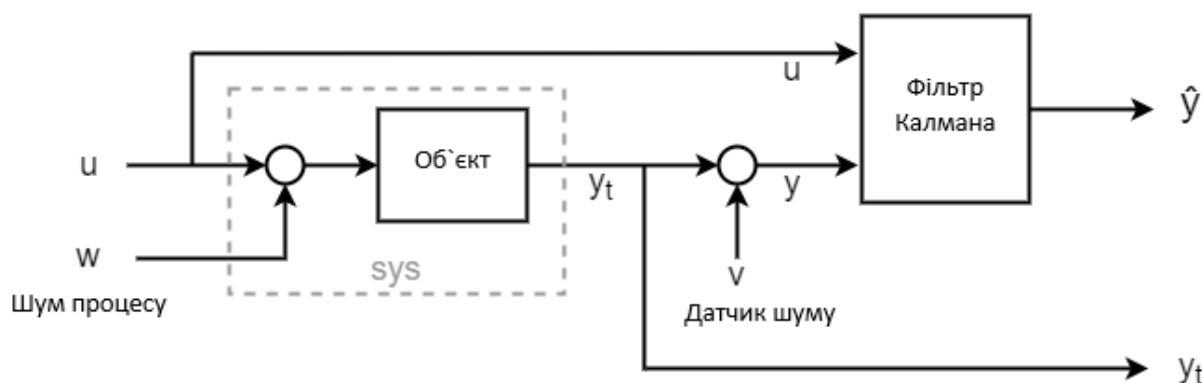 u
Фільтр
Калмана
ŷ
u
Об`єкт
yt
y
w
sys
v
Шум процесу
Датчик шуму
yt